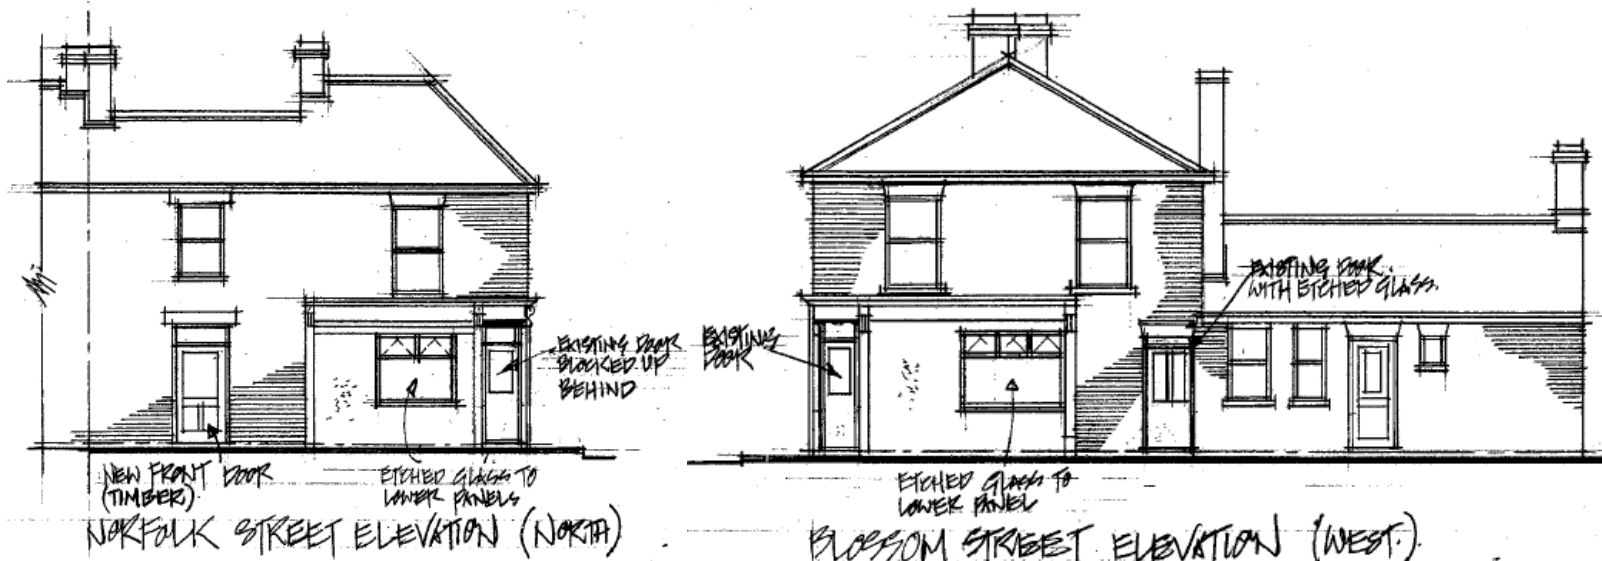 EXISTING DOOR
BLOCKED UP
BEHIND
NEW FRONT DOOR
(TIMBER)
ETCHED GLASS TO
LOWER PANELS
NORFOLK STREET ELEVATION (NORTH)
EXISTING
DOOR
EXISTING DOOR
WITH ETCHED GLASS.
ETCHED GLASS TO
LOWER PANEL
BLOSSOM STREET ELEVATION (WEST).